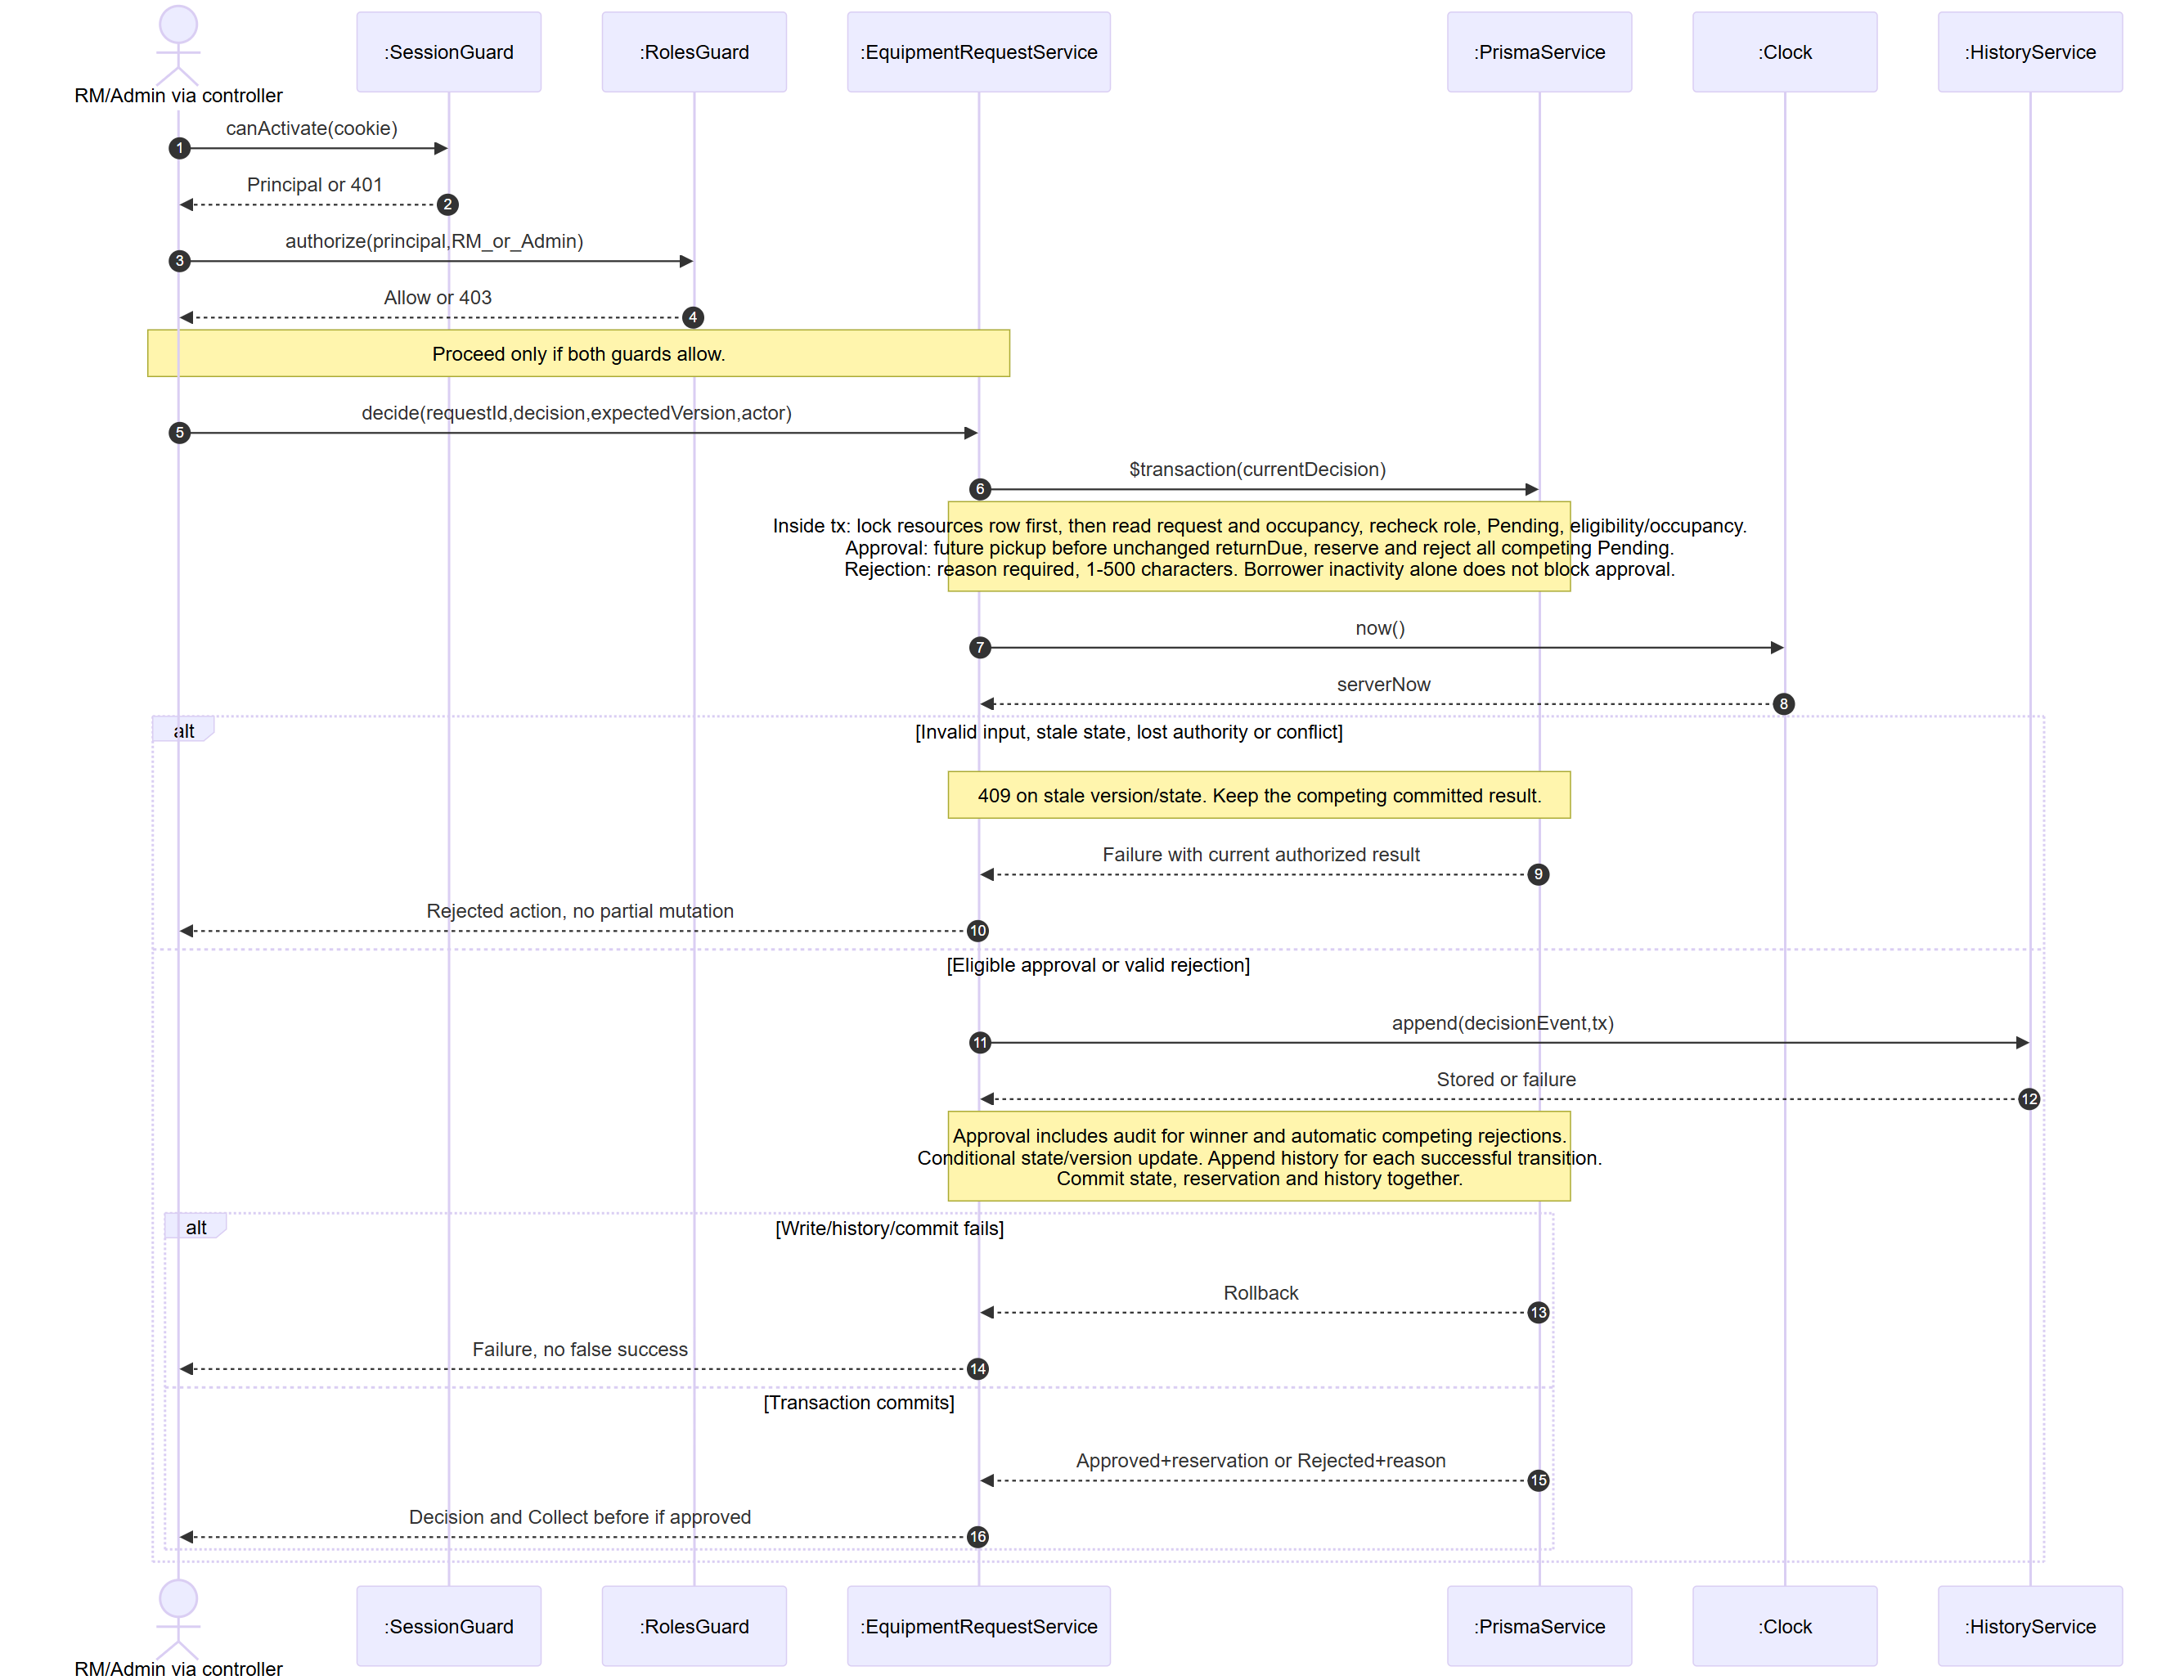 :SessionGuard
:RolesGuard
:EquipmentRequestService
:PrismaService
:Clock
:HistoryService
RM/Admin via controller
canActivate(cookie)
1
Principal or 401
2
authorize(principal,RM_or_Admin)
3
Allow or 403
4
Proceed only if both guards allow.
decide(requestId,decision,expectedVersion,actor)
5
$transaction(currentDecision)
6
Inside tx: lock resources row first, then read request and occupancy, recheck role, Pending, eligibility/occupancy.
Approval: future pickup before unchanged returnDue, reserve and reject all competing Pending.
Rejection: reason required, 1-500 characters. Borrower inactivity alone does not block approval.
now()
7
serverNow
8
alt
[Invalid input, stale state, lost authority or conflict]
409 on stale version/state. Keep the competing committed result.
Failure with current authorized result
9
Rejected action, no partial mutation
10
[Eligible approval or valid rejection]
append(decisionEvent,tx)
11
Stored or failure
12
Approval includes audit for winner and automatic competing rejections.
Conditional state/version update. Append history for each successful transition.
Commit state, reservation and history together.
alt
[Write/history/commit fails]
Rollback
13
Failure, no false success
14
[Transaction commits]
Approved+reservation or Rejected+reason
15
Decision and Collect before if approved
16
:SessionGuard
:RolesGuard
:EquipmentRequestService
:PrismaService
:Clock
:HistoryService
RM/Admin via controller